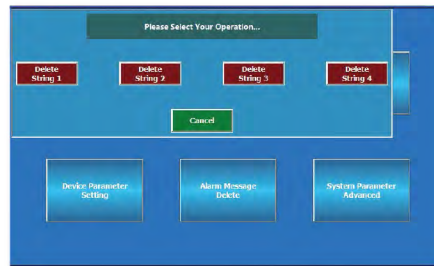 Please Select Your Operation...
Delete
String 1
Delete
String 2
Delete
String 3
Delete
String 4
Cancel
Device Parameter
Setting
Alarm Message
Delete
System Parameter
Advanced